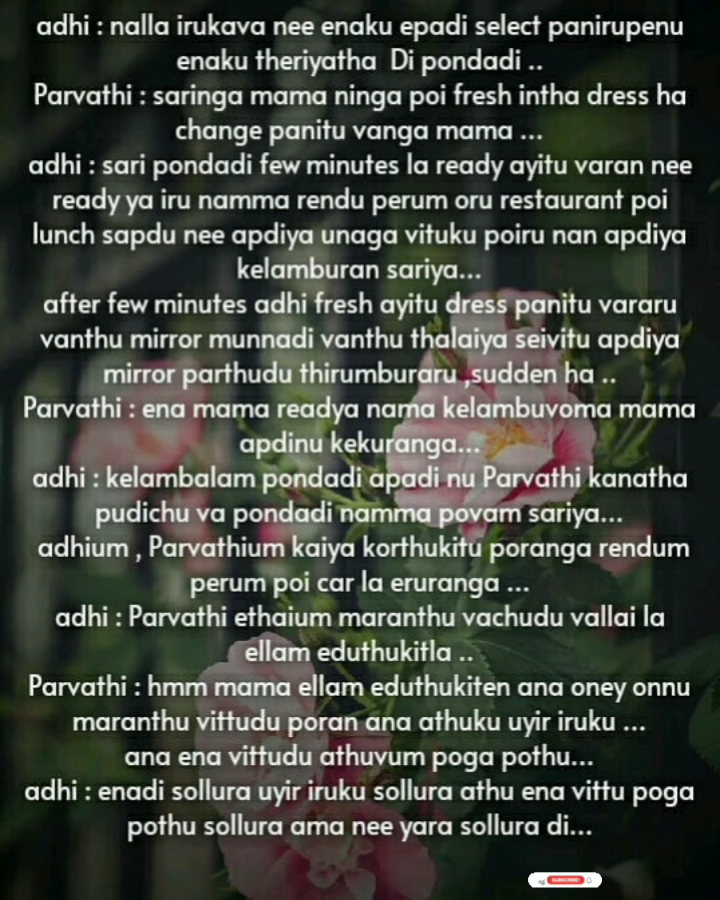 adhi : nalla irukava nee enaku epadi select panirupenu
enaku theriyatha Di pondadi ..
Parvathi : saringa mama ninga poi fresh intha dress ha
change panitu vanga mama ...
adhi : sari pondadi few minutes la ready ayitu varan nee
ready ya iru namma rendu perum oru restaurant poi
lunch sapdu nee apdiya unaga vituku poiru nan apdiya
kelamburan sariya...
after few minutes adhi fresh ayitu dress panitu vararu
vanthu mirror munnadi vanthu thalaiya seivitu apdiya
mirror parthudu thirumburaru ,sudden ha ..
Parvathi : ena mama readya nama kelambuvoma mama
apdinu kekuranga...
adhi : kelambalam pondadi apadi nu Parvathi kanatha
pudichu va pondadi namma povam sariya...
adhium , Parvathium kaiya korthukitu poranga rendum
perum poi car la eruranga ...
adhi : Parvathi ethaium maranthu vachudu vallai la
ellam eduthukitla ..
Parvathi : hmm mama ellam eduthukiten ana oney onnu
maranthu vittudu poran ana athuku uyir iruku ...
ana ena vittudu athuvum poga pothu...
adhi : enadi sollura uyir iruku sollura athu ena vittu poga
pothu sollura ama nee yara sollura di...
SUBSCRIBE